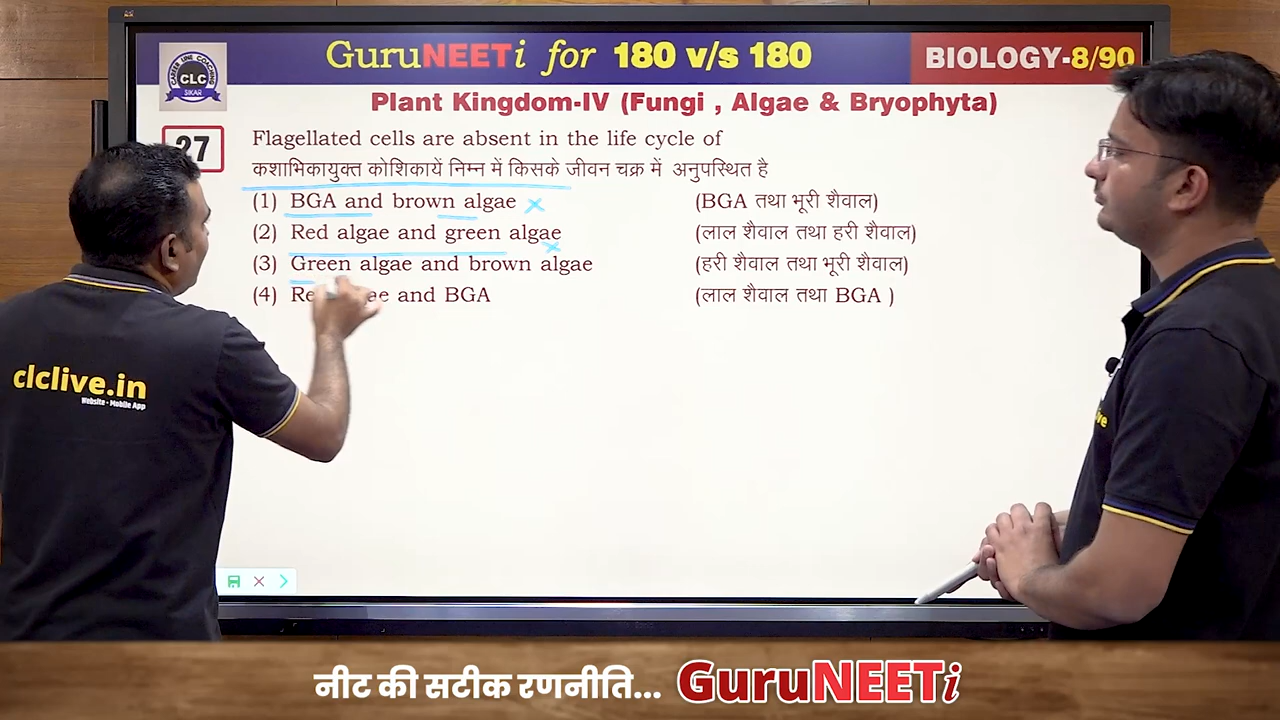 GuruNEETi for 180 v/s 180
BIOLOGY-8/90
CAREER LINE COACHING
CLC
SIKAR
Plant Kingdom-IV (Fungi , Algae & Bryophyta)
27
Flagellated cells are absent in the life cycle of
कशाभिकायुक्त कोशिकायें निम्न में किसके जीवन चक्र में अनुपस्थित है
(1) BGA and brown algae (BGA तथा भूरी शैवाल)
(2) Red algae and green algae (लाल शैवाल तथा हरी शैवाल)
(3) Green algae and brown algae (हरी शैवाल तथा भूरी शैवाल)
(4) and BGA (लाल शैवाल तथा BGA )
clclive.in
Website - Mobile App
नीट की सटीक रणनीति... GuruNEETi